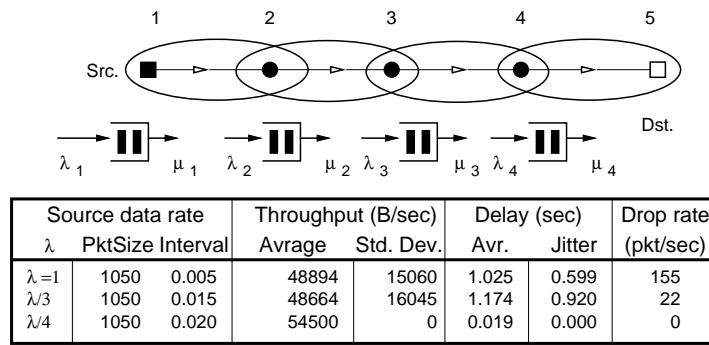 1 2 3 4 5
Src.
Dst.
λ 1 μ 1 λ 2 μ 2 λ 3 μ 3 λ 4 μ 4
Source data rate Throughput (B/sec) Delay (sec) Drop rate
λ PktSize Interval Avrage Std. Dev. Avr. Jitter (pkt/sec)
λ =1 1050 0.005 48894 15060 1.025 0.599 155
λ/3 1050 0.015 48664 16045 1.174 0.920 22
λ/4 1050 0.020 54500 0 0.019 0.000 0